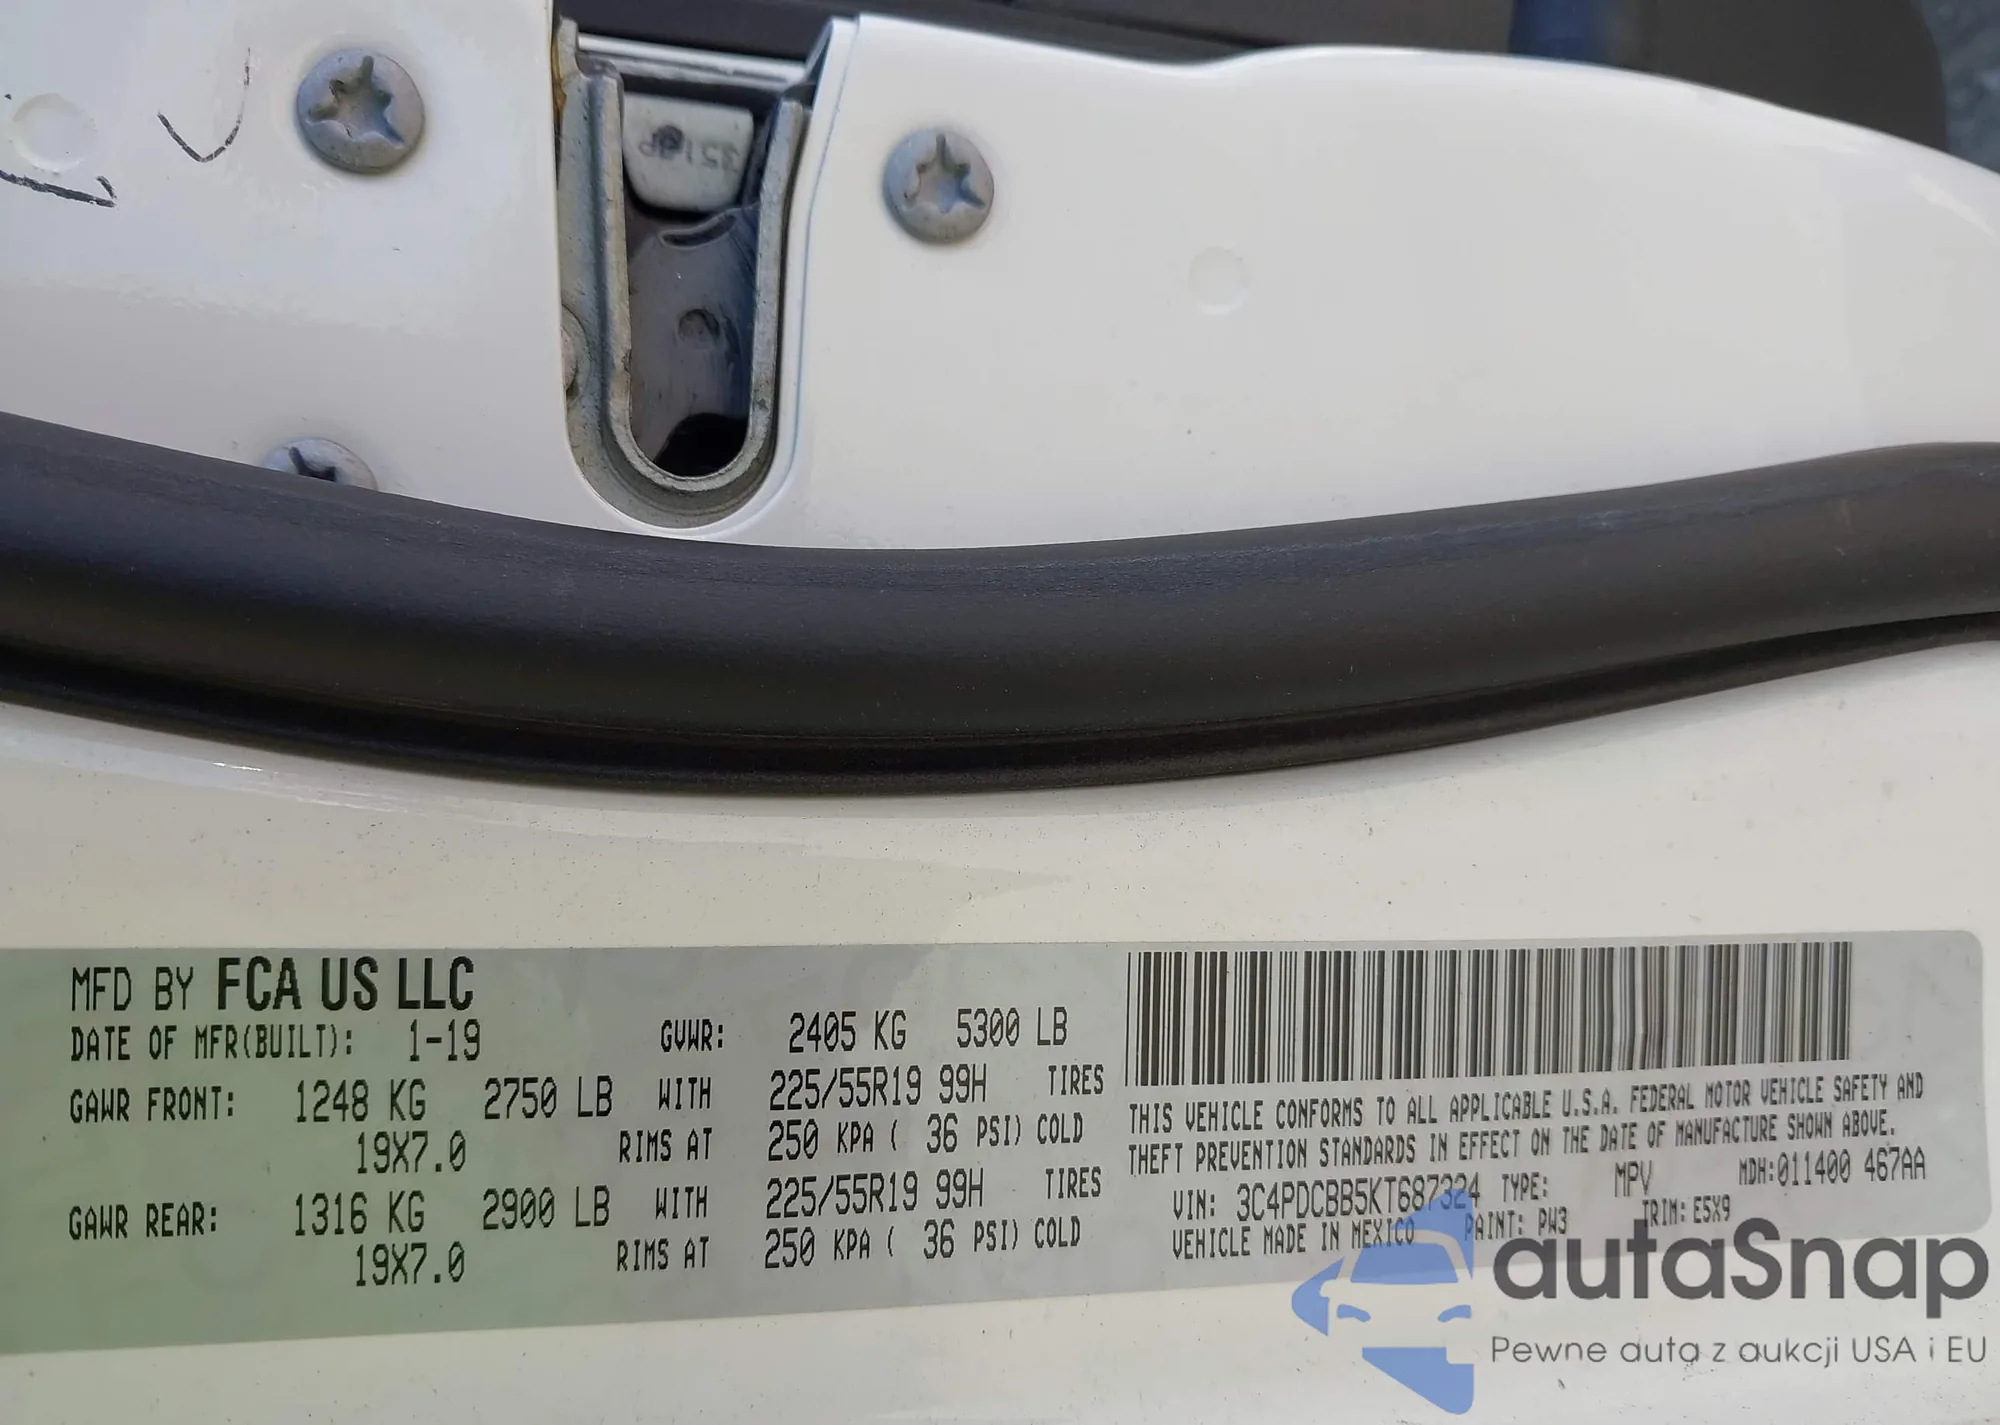 MFD BY FCA US LLC
DATE OF MFR(BUILT): 1-19 GVWR: 2405 KG 5300 LB
GAWR FRONT: 1248 KG 2750 LB WITH 225/55R19 99H TIRES
19X7.0 RIMS AT 250 KPA ( 36 PSI) COLD
GAWR REAR: 1316 KG 2900 LB WITH 225/55R19 99H TIRES
19X7.0 RIMS AT 250 KPA ( 36 PSI) COLD
THIS VEHICLE CONFORMS TO ALL APPLICABLE U.S.A. FEDERAL MOTOR VEHICLE SAFETY AND
THEFT PREVENTION STANDARDS IN EFFECT ON THE DATE OF MANUFACTURE SHOWN ABOVE.
VIN: 3C4PDCBB5KT687324 TYPE: MPV MDH:011400 467AA
VEHICLE MADE IN MEXICO PAINT: PW3 TRIM: E5X9
autaSnap
Pewne auta z aukcji USA i EU